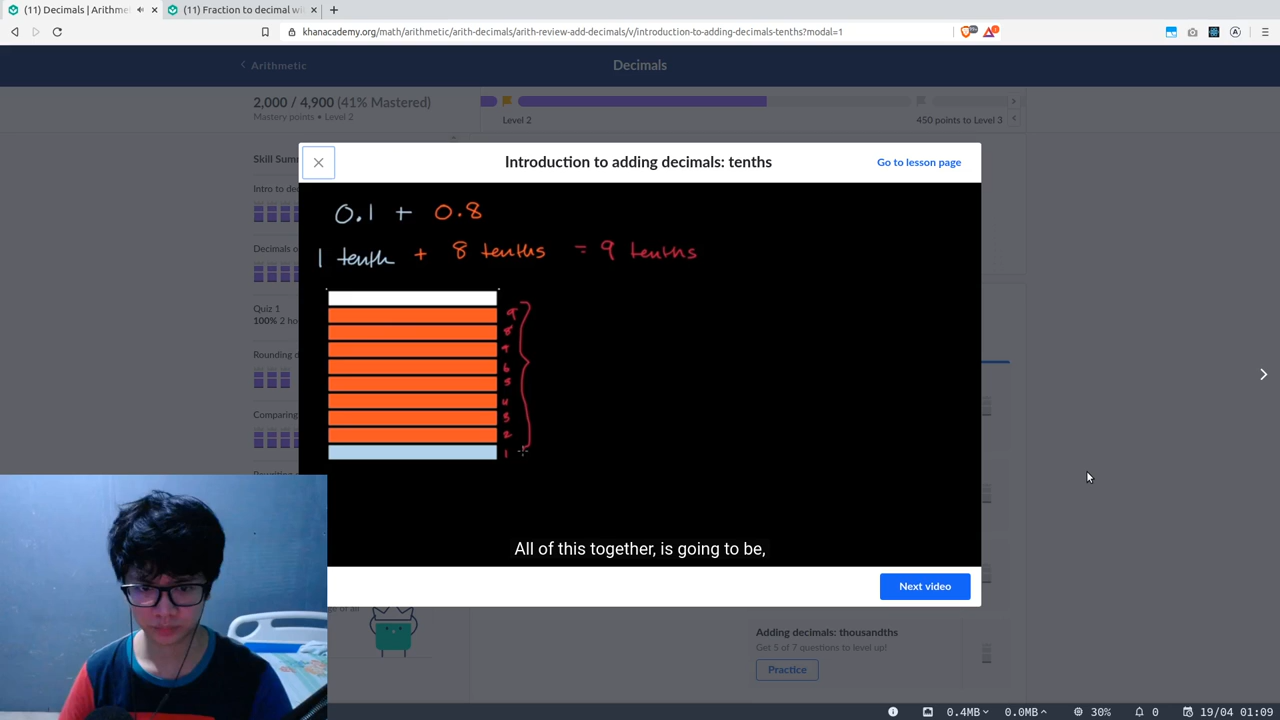 (11) Decimals | Arithme
(11) Fraction to decimal wi
khanacademy.org/math/arithmetic/arith-decimals/arith-review-add-decimals/v/introduction-to-adding-decimals-tenths?modal=1
Arithmetic
Decimals
2,000 / 4,900 (41% Mastered)
Mastery points • Level 2
Level 2
450 points to Level 3
Skill Summ
Intro to de
Decimals o
Quiz 1
100% 2 ho
Rounding d
Comparing
Introduction to adding decimals: tenths
Go to lesson page
0.1 + 0.8
1 tenth + 8 tenths = 9 tenths
9
8
7
6
5
4
3
2
1
All of this together, is going to be,
Next video
of all
Adding decimals: thousandths
Get 5 of 7 questions to level up!
Practice
0.4MB
0.0MB
30%
0
19/04 01:09